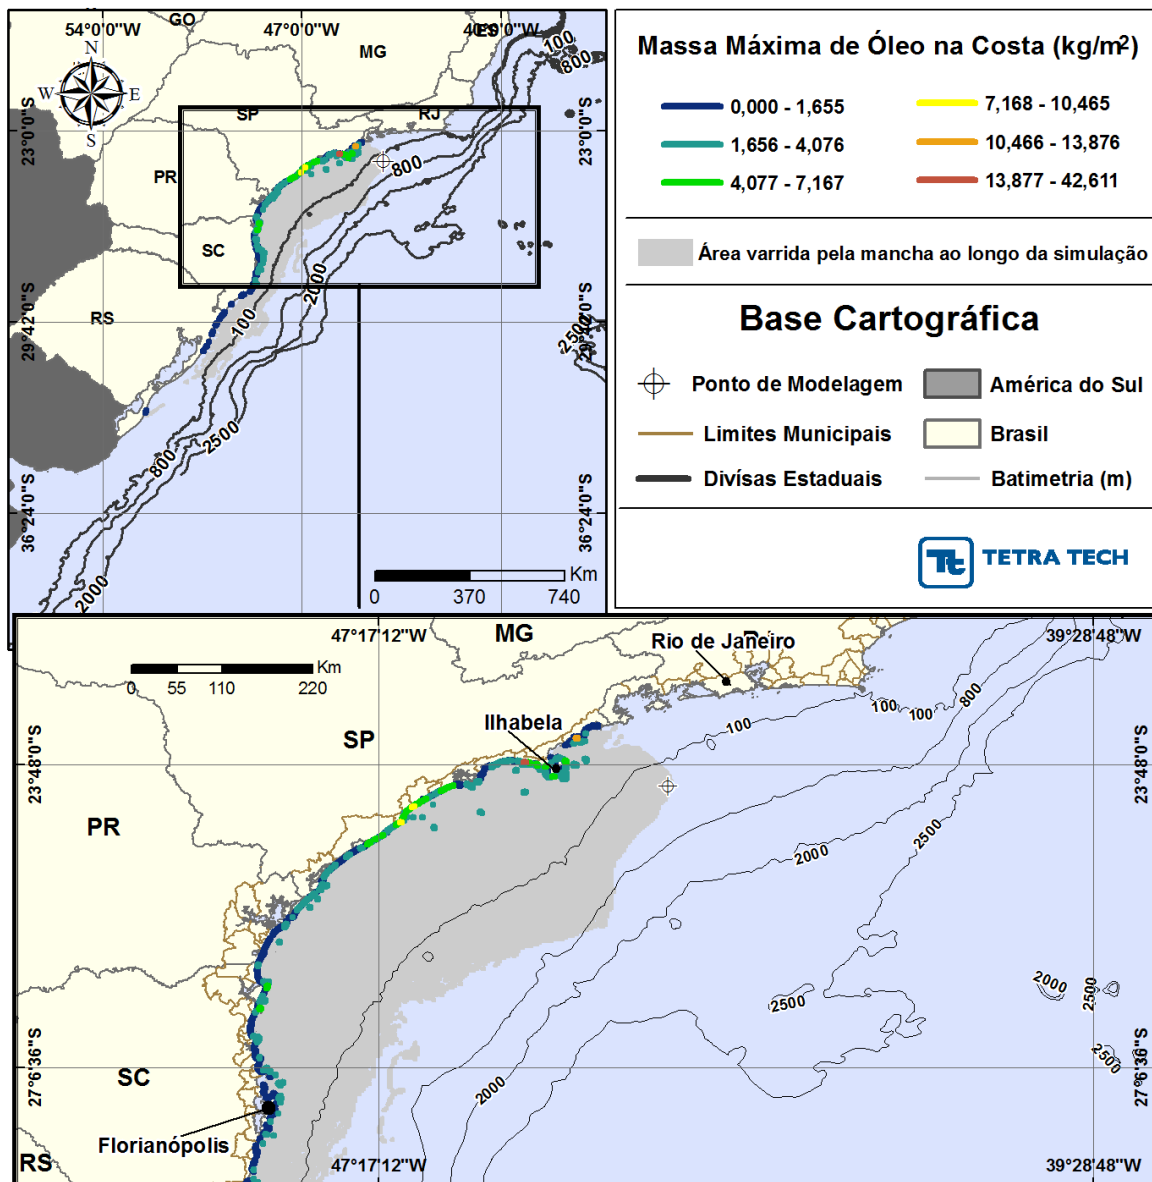 54°0'0"W
47°0'0"W
40°0'0"W
GO
ES
MG
N
W
E
S
SP
RJ
PR
SC
RS
23°0'0"S
23°0'0"S
29°42'0"S
29°42'0"S
36°24'0"S
36°24'0"S
100
800
800
2000
100
2500
2500
800
2000
Km
0 370 740
Massa Máxima de Óleo na Costa (kg/m²)
0,000 - 1,655
7,168 - 10,465
1,656 - 4,076
10,466 - 13,876
4,077 - 7,167
13,877 - 42,611
Área varrida pela mancha ao longo da simulação
Base Cartográfica
Ponto de Modelagem
América do Sul
Limites Municipais
Brasil
Divísas Estaduais
Batimetria (m)
Tt TETRA TECH
47°17'12"W
MG
Rio de Janeiro
39°28'48"W
Km
0 55 110 220
Ilhabela
SP
100
100
100
800
23°48'0"S
23°48'0"S
PR
2500
2000
2000
2500
2500
2500
2000
27°6'36"S
27°6'36"S
SC
Florianópolis
RS
47°17'12"W
39°28'48"W